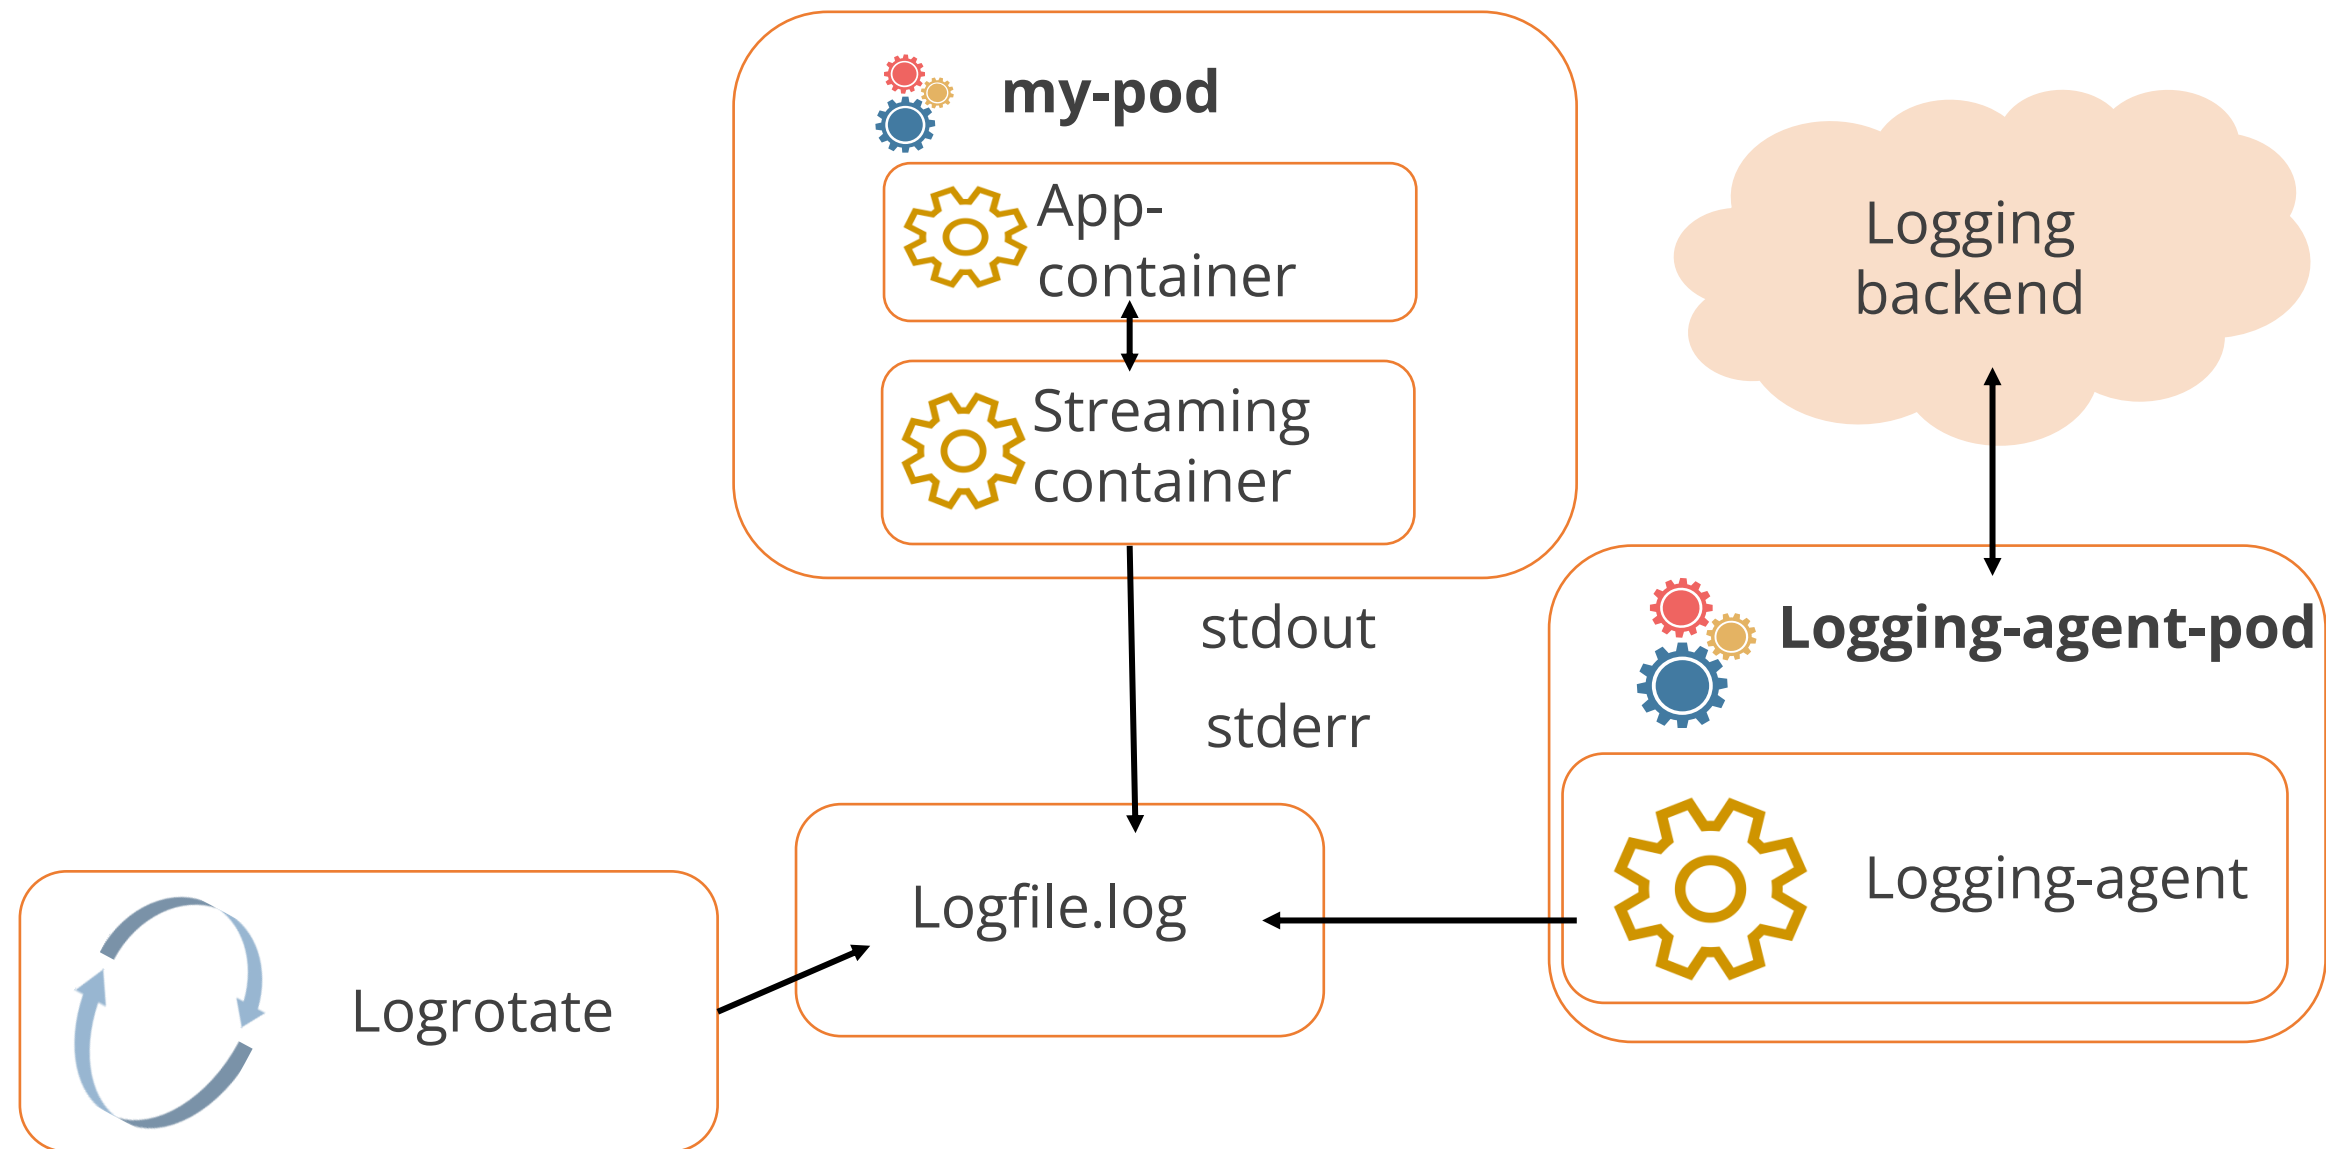 my-pod
App-
container
Streaming
container
stdout
stderr
Logging
backend
Logging-agent-pod
Logging-agent
Logfile.log
Logrotate